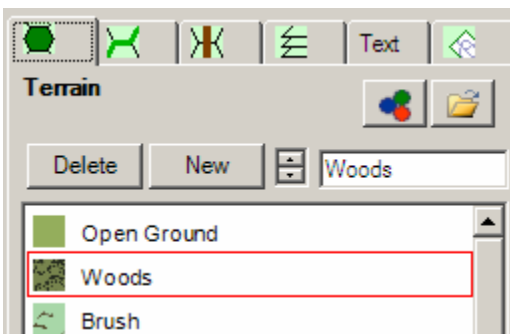 Text
Terrain
Delete New Woods
Open Ground
Woods
Brush